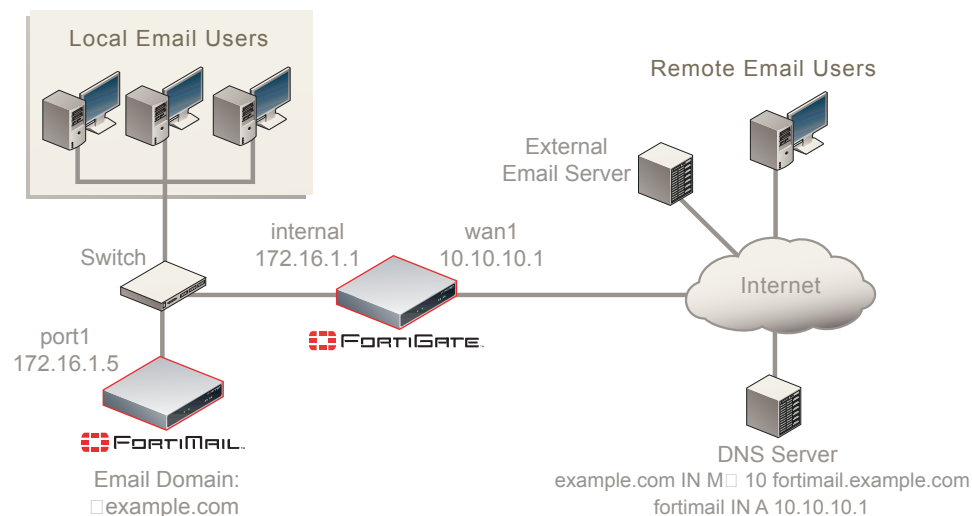 Local Email Users
Remote Email Users
External
Email Server
internal
172.16.1.1
wan1
10.10.10.1
Switch
Internet
port1
172.16.1.5
FORTIGATE
FORTIMAIL
DNS Server
example.com IN M□ 10 fortimail.example.com
fortimail IN A 10.10.10.1
Email Domain:
□example.com